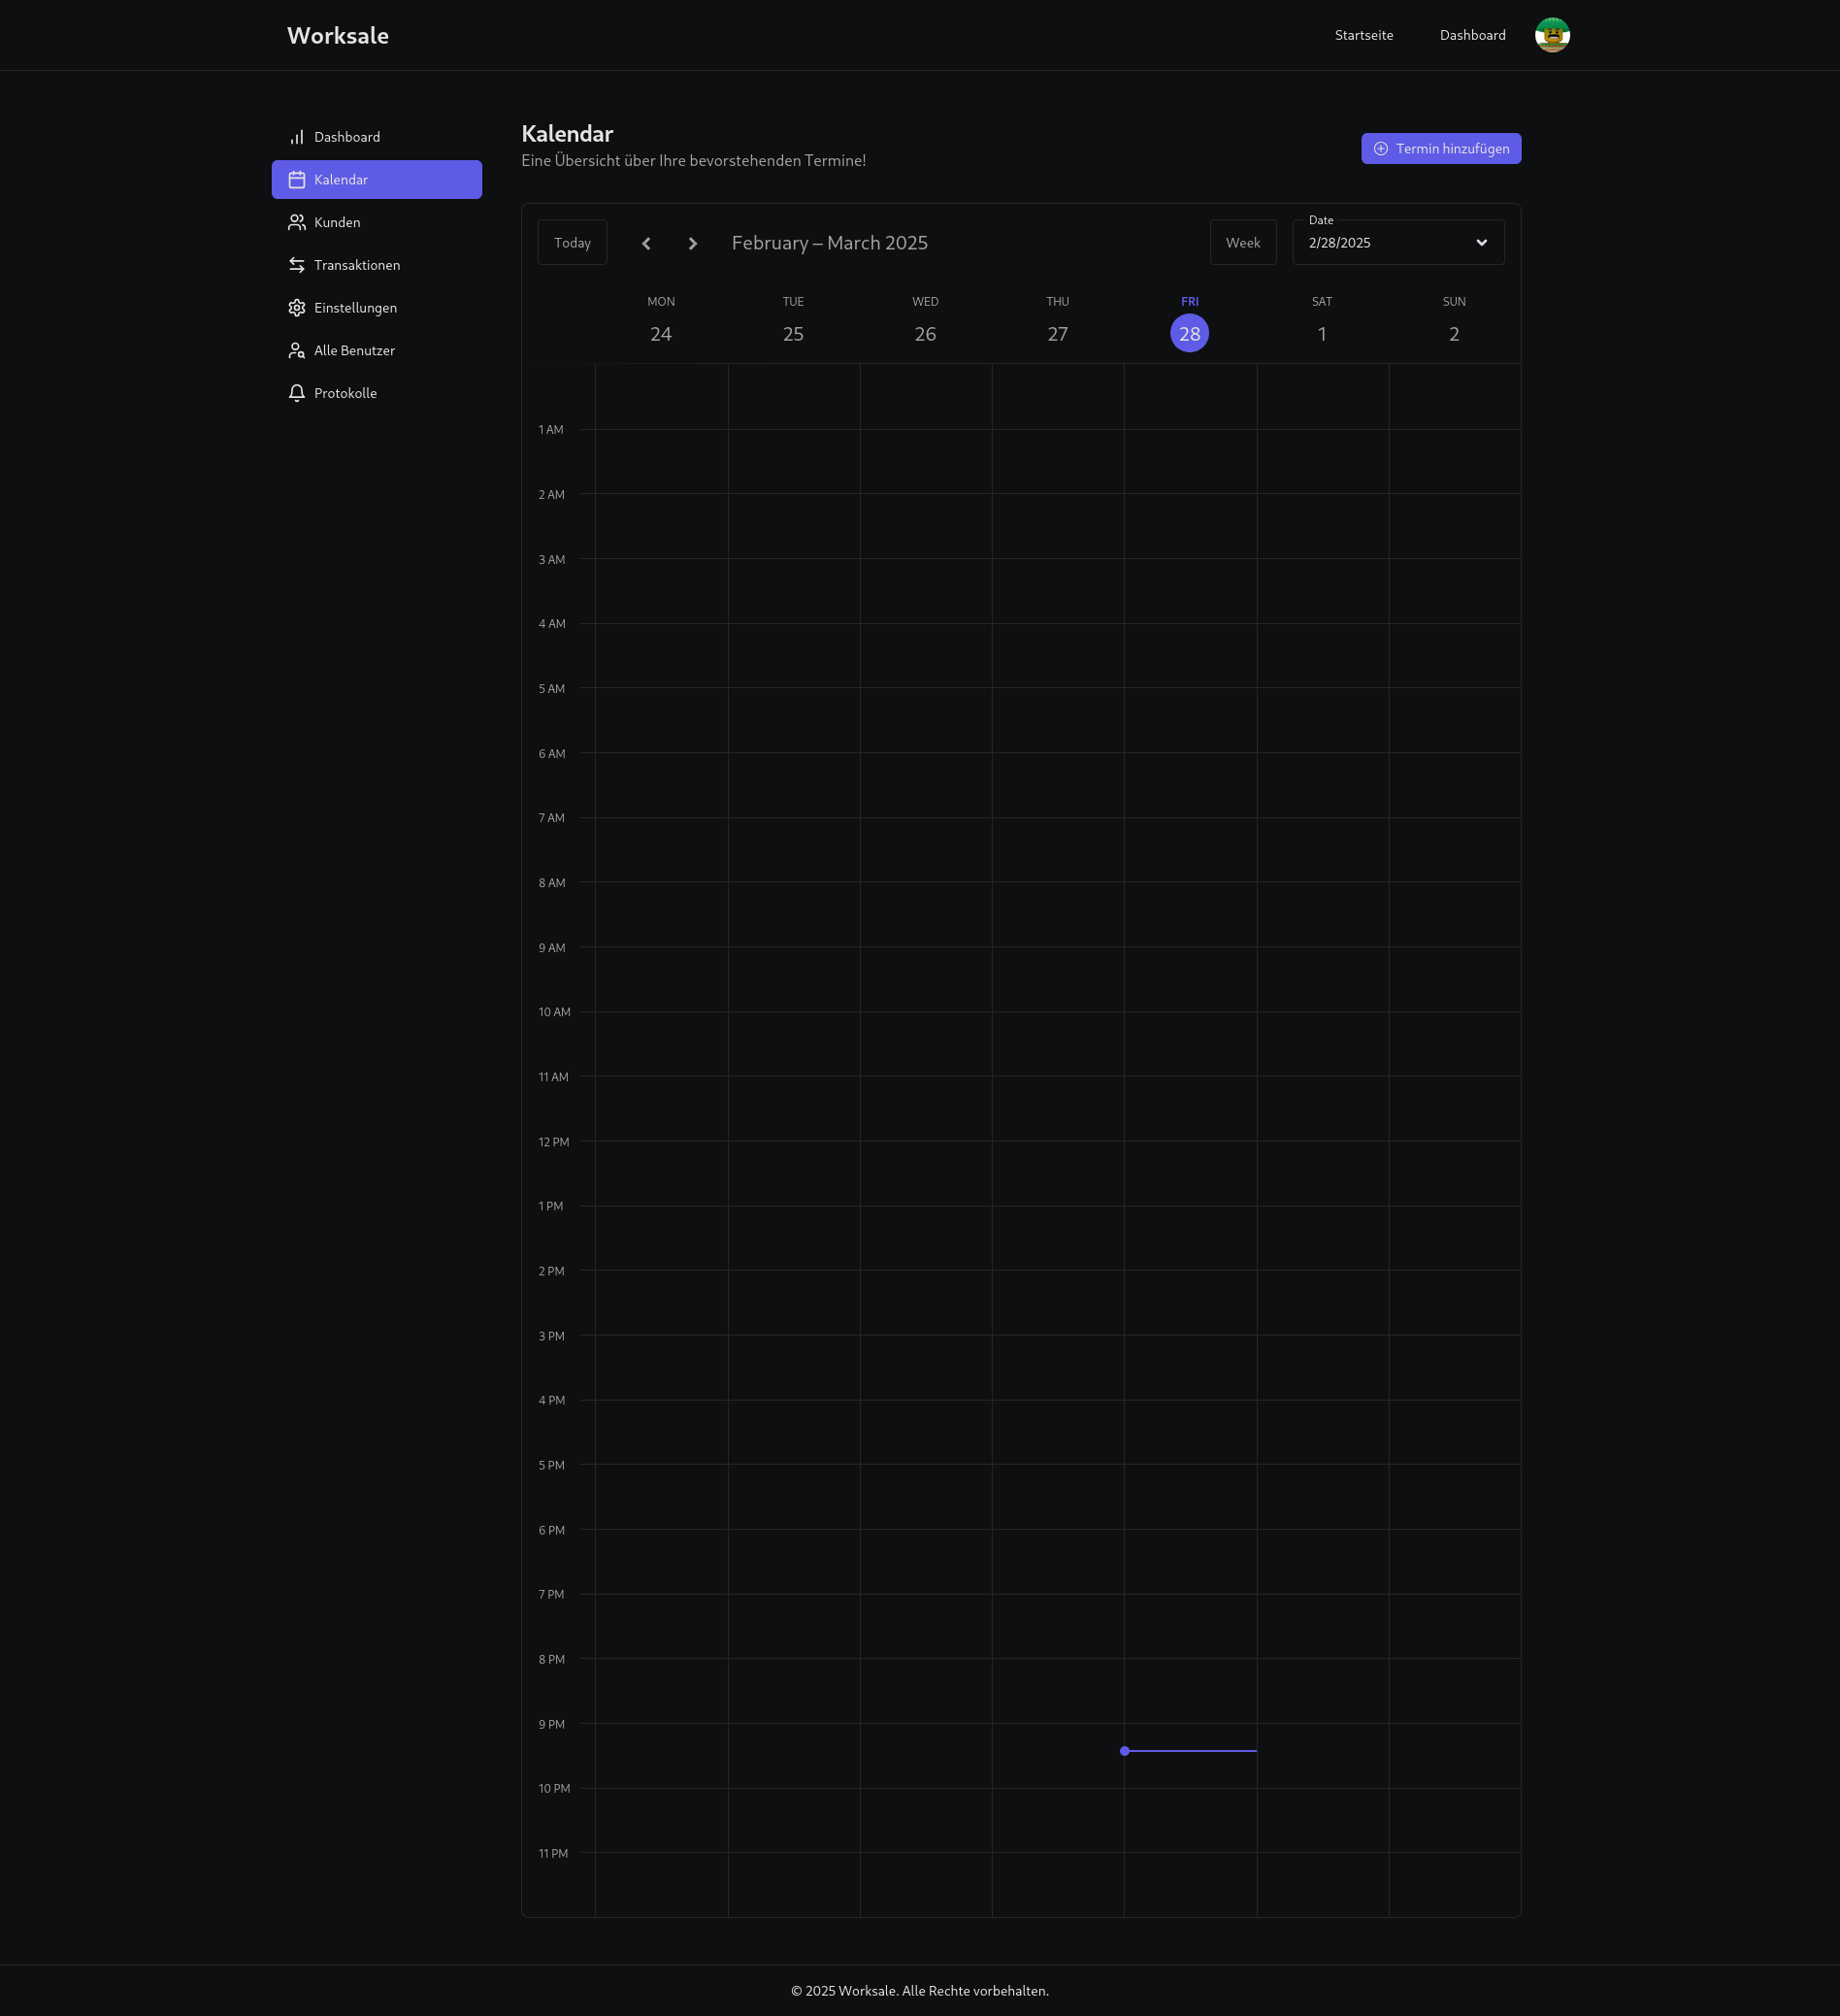 Worksale
Startseite
Dashboard
Dashboard
Kalendar
Kunden
Transaktionen
Einstellungen
Alle Benutzer
Protokolle
Kalendar
Eine Übersicht über Ihre bevorstehenden Termine!
Termin hinzufügen
Today
February – March 2025
Week
Date
2/28/2025
MON TUE WED THU FRI SAT SUN
24 25 26 27 28 1 2
1 AM
2 AM
3 AM
4 AM
5 AM
6 AM
7 AM
8 AM
9 AM
10 AM
11 AM
12 PM
1 PM
2 PM
3 PM
4 PM
5 PM
6 PM
7 PM
8 PM
9 PM
10 PM
11 PM
© 2025 Worksale. Alle Rechte vorbehalten.